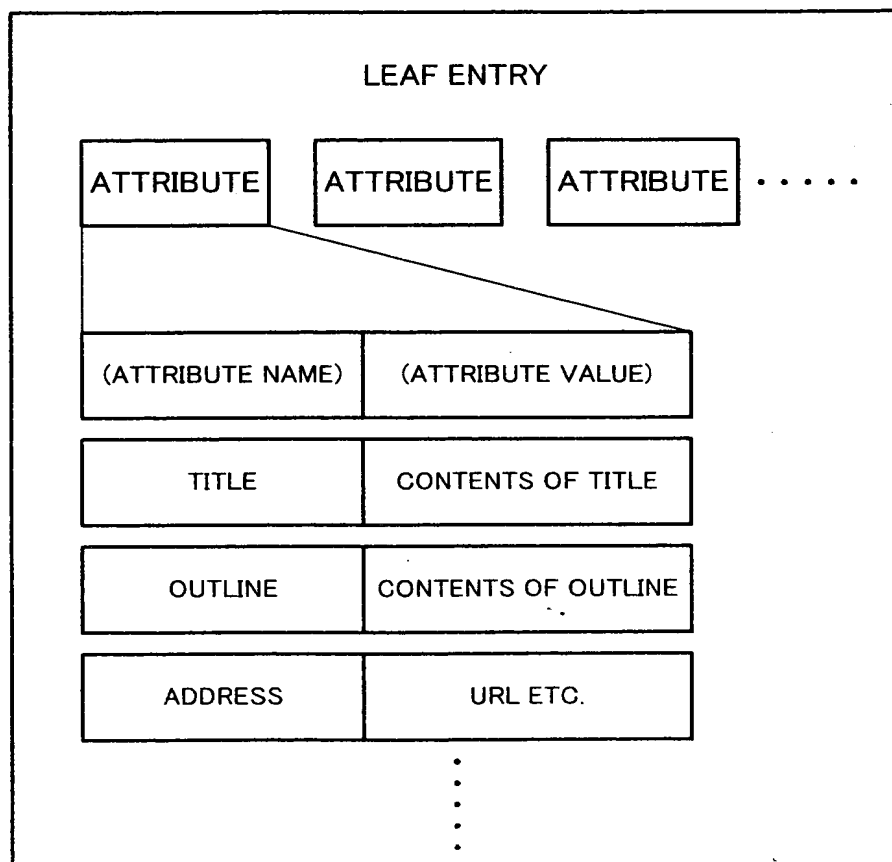 LEAF ENTRY
ATTRIBUTE ATTRIBUTE ATTRIBUTE .....
(ATTRIBUTE NAME) (ATTRIBUTE VALUE)
TITLE CONTENTS OF TITLE
OUTLINE CONTENTS OF OUTLINE
ADDRESS URL ETC.